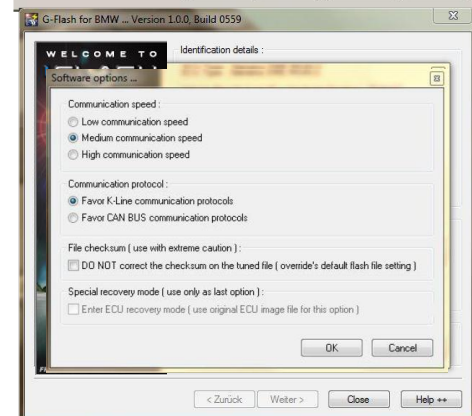 G-Flash for BMW ... Version 1.0.0, Build 0559
WELCOME TO
Identification details :
Software options ...
Communication speed :
Low communication speed
Medium communication speed
High communication speed
Communication protocol :
Favor K-Line communication protocols
Favor CAN BUS communication protocols
File checksum ( use with extreme caution ) :
DO NOT correct the checksum on the tuned file ( override's default flash file setting )
Special recovery mode ( use only as last option ) :
Enter ECU recovery mode ( use original ECU image file for this option )
OK
Cancel
< Zurück
Weiter >
Close
Help ++